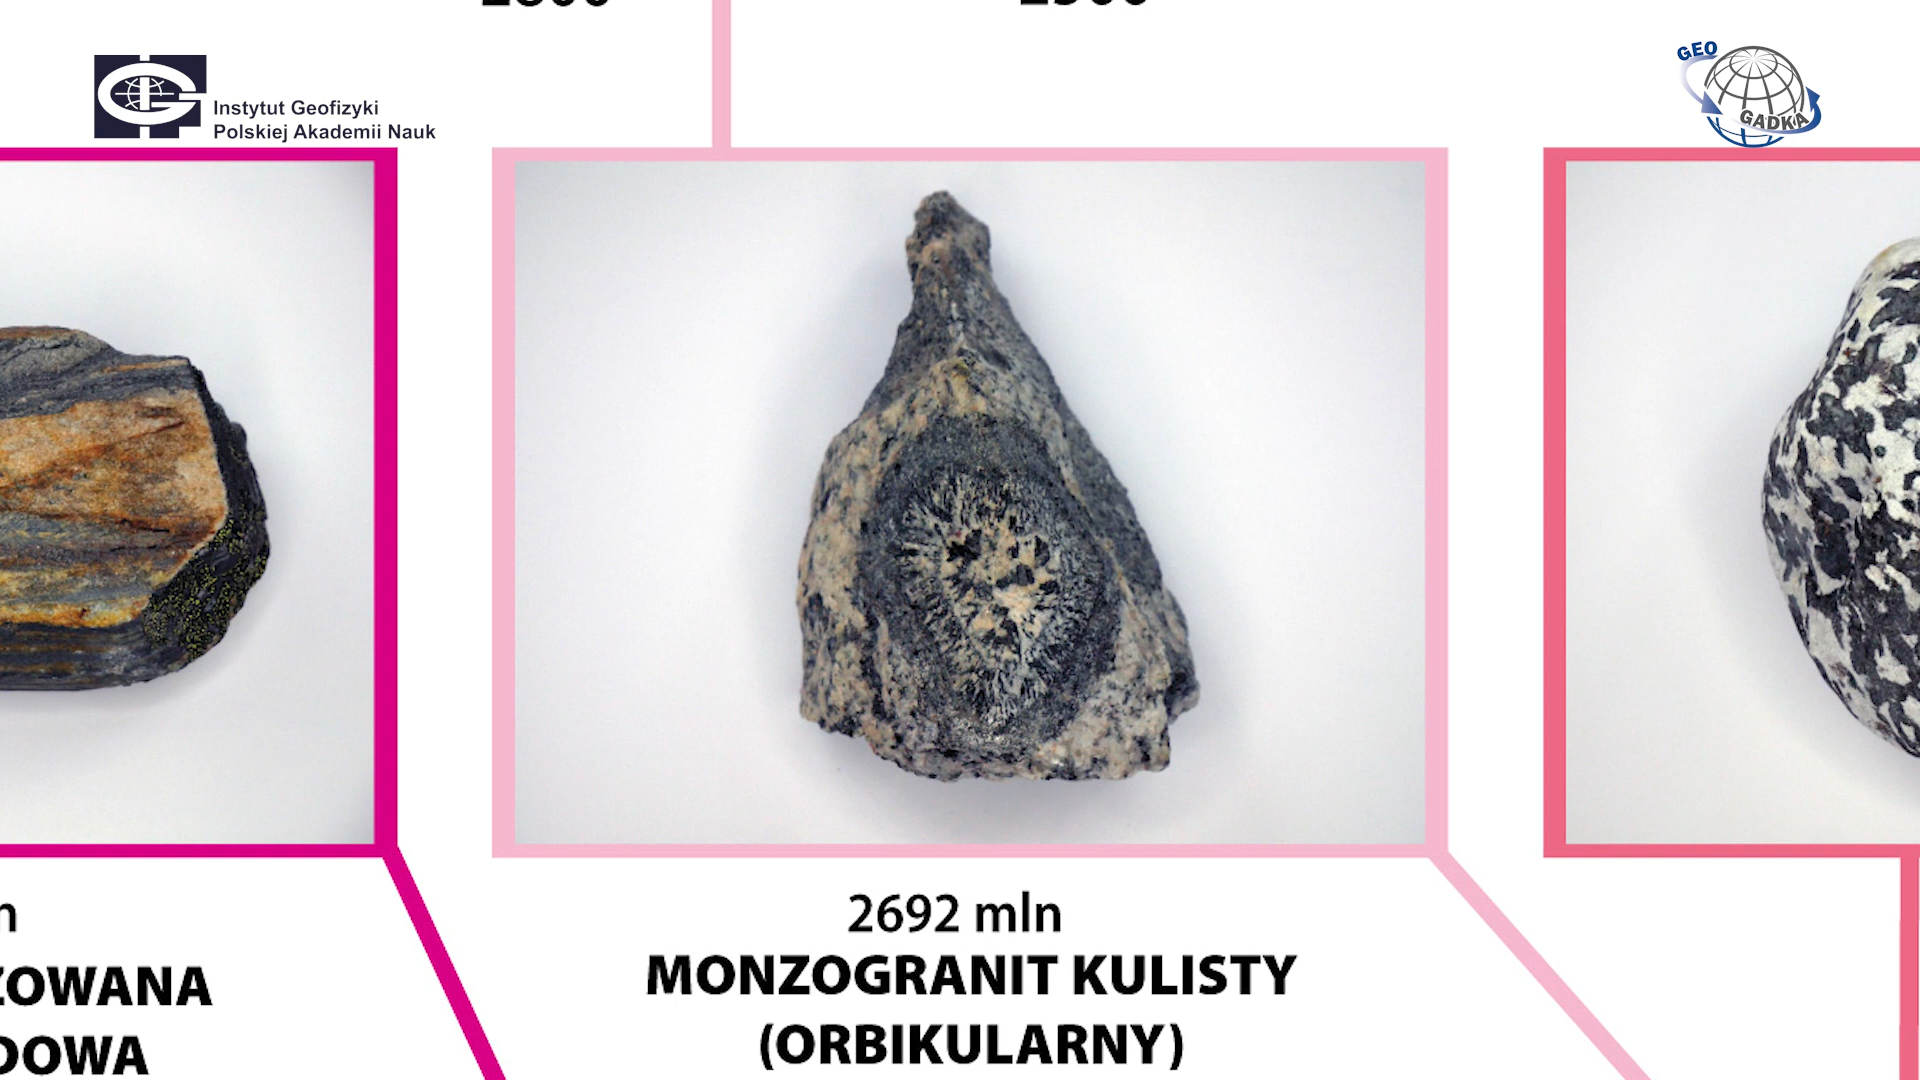 GEO
GADKA
Instytut Geofizyki
Polskiej Akademii Nauk
2692 mln
MONZOGRANIT KULISTY
(ORBIKULARNY)